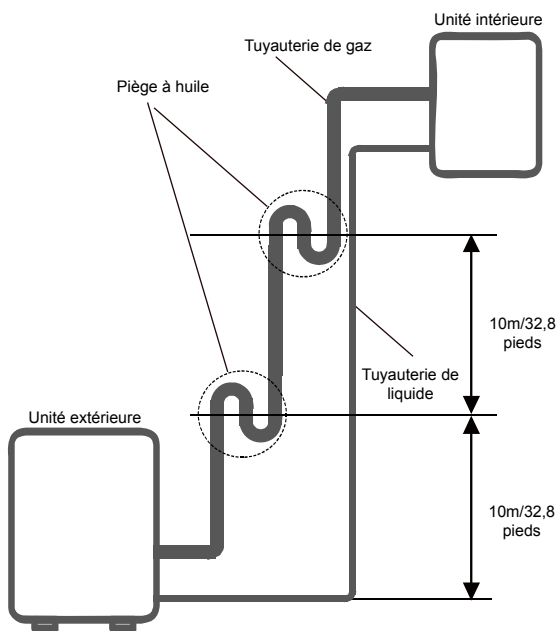 Unité intérieure
Tuyauterie de gaz
Piège à huile
10m/32,8
pieds
Tuyauterie de
liquide
Unité extérieure
10m/32,8
pieds